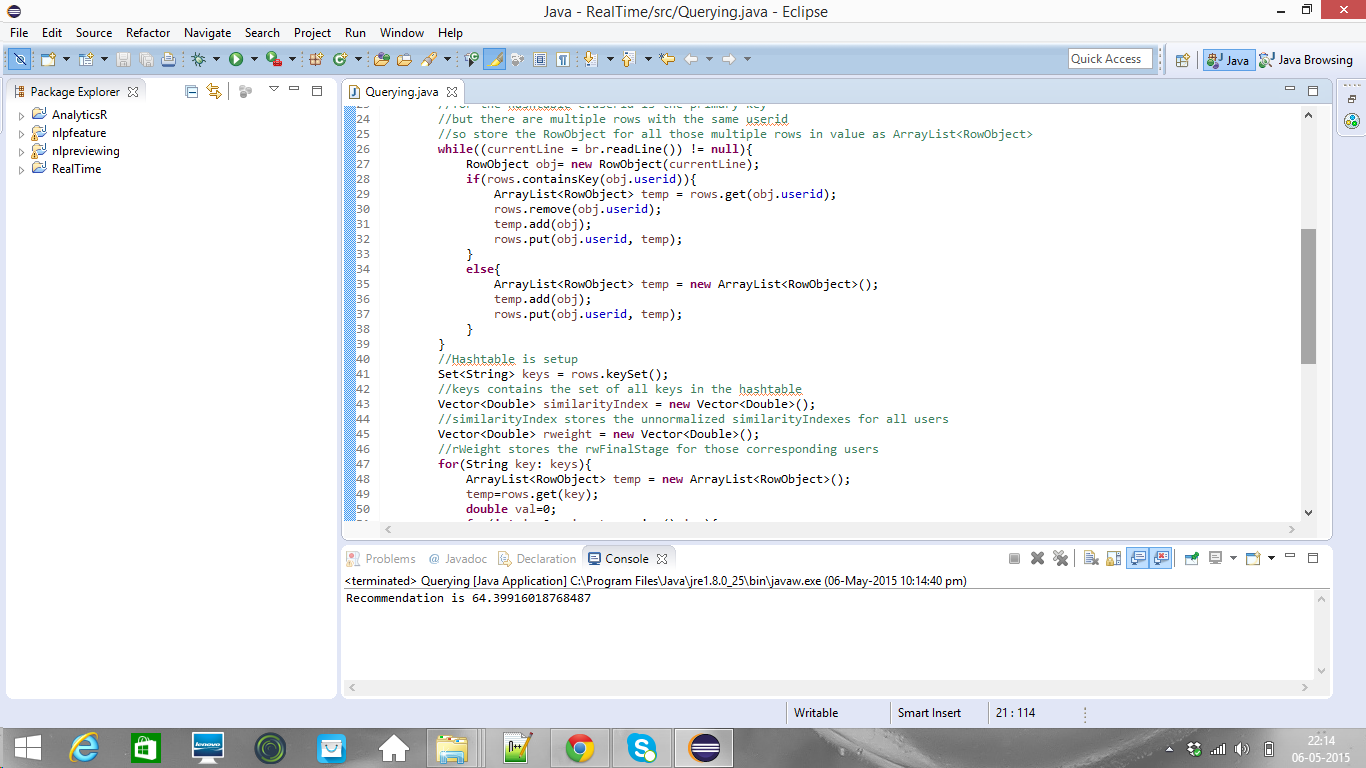 Java - RealTime/src/Querying.java - Eclipse
File Edit Source Refactor Navigate Search Project Run Window Help
Quick Access
Java
Java Browsing
Package Explorer
AnalyticsR
nlpfeature
nlpreviewing
RealTime
Querying.java
24 //but there are multiple rows with the same userid
25 //so store the RowObject for all those multiple rows in value as ArrayList<RowObject>
26 while((currentLine = br.readLine()) != null){
27 RowObject obj= new RowObject(currentLine);
28 if(rows.containsKey(obj.userid)){
29 ArrayList<RowObject> temp = rows.get(obj.userid);
30 rows.remove(obj.userid);
31 temp.add(obj);
32 rows.put(obj.userid, temp);
33 }
34 else{
35 ArrayList<RowObject> temp = new ArrayList<RowObject>();
36 temp.add(obj);
37 rows.put(obj.userid, temp);
38 }
39 }
40 //Hashtable is setup
41 Set<String> keys = rows.keySet();
42 //keys contains the set of all keys in the hashtable
43 Vector<Double> similarityIndex = new Vector<Double>();
44 //similarityIndex stores the unnormalized similarityIndexes for all users
45 Vector<Double> rweight = new Vector<Double>();
46 //rWeight stores the rwFinalStage for those corresponding users
47 for(String key: keys){
48 ArrayList<RowObject> temp = new ArrayList<RowObject>();
49 temp=rows.get(key);
50 double val=0;
Problems @ Javadoc Declaration Console
<terminated> Querying [Java Application] C:\Program Files\Java\jre1.8.0_25\bin\javaw.exe (06-May-2015 10:14:40 pm)
Recommendation is 64.39916018768487
Writable Smart Insert 21 : 114
lenovo
22:14
06-05-2015